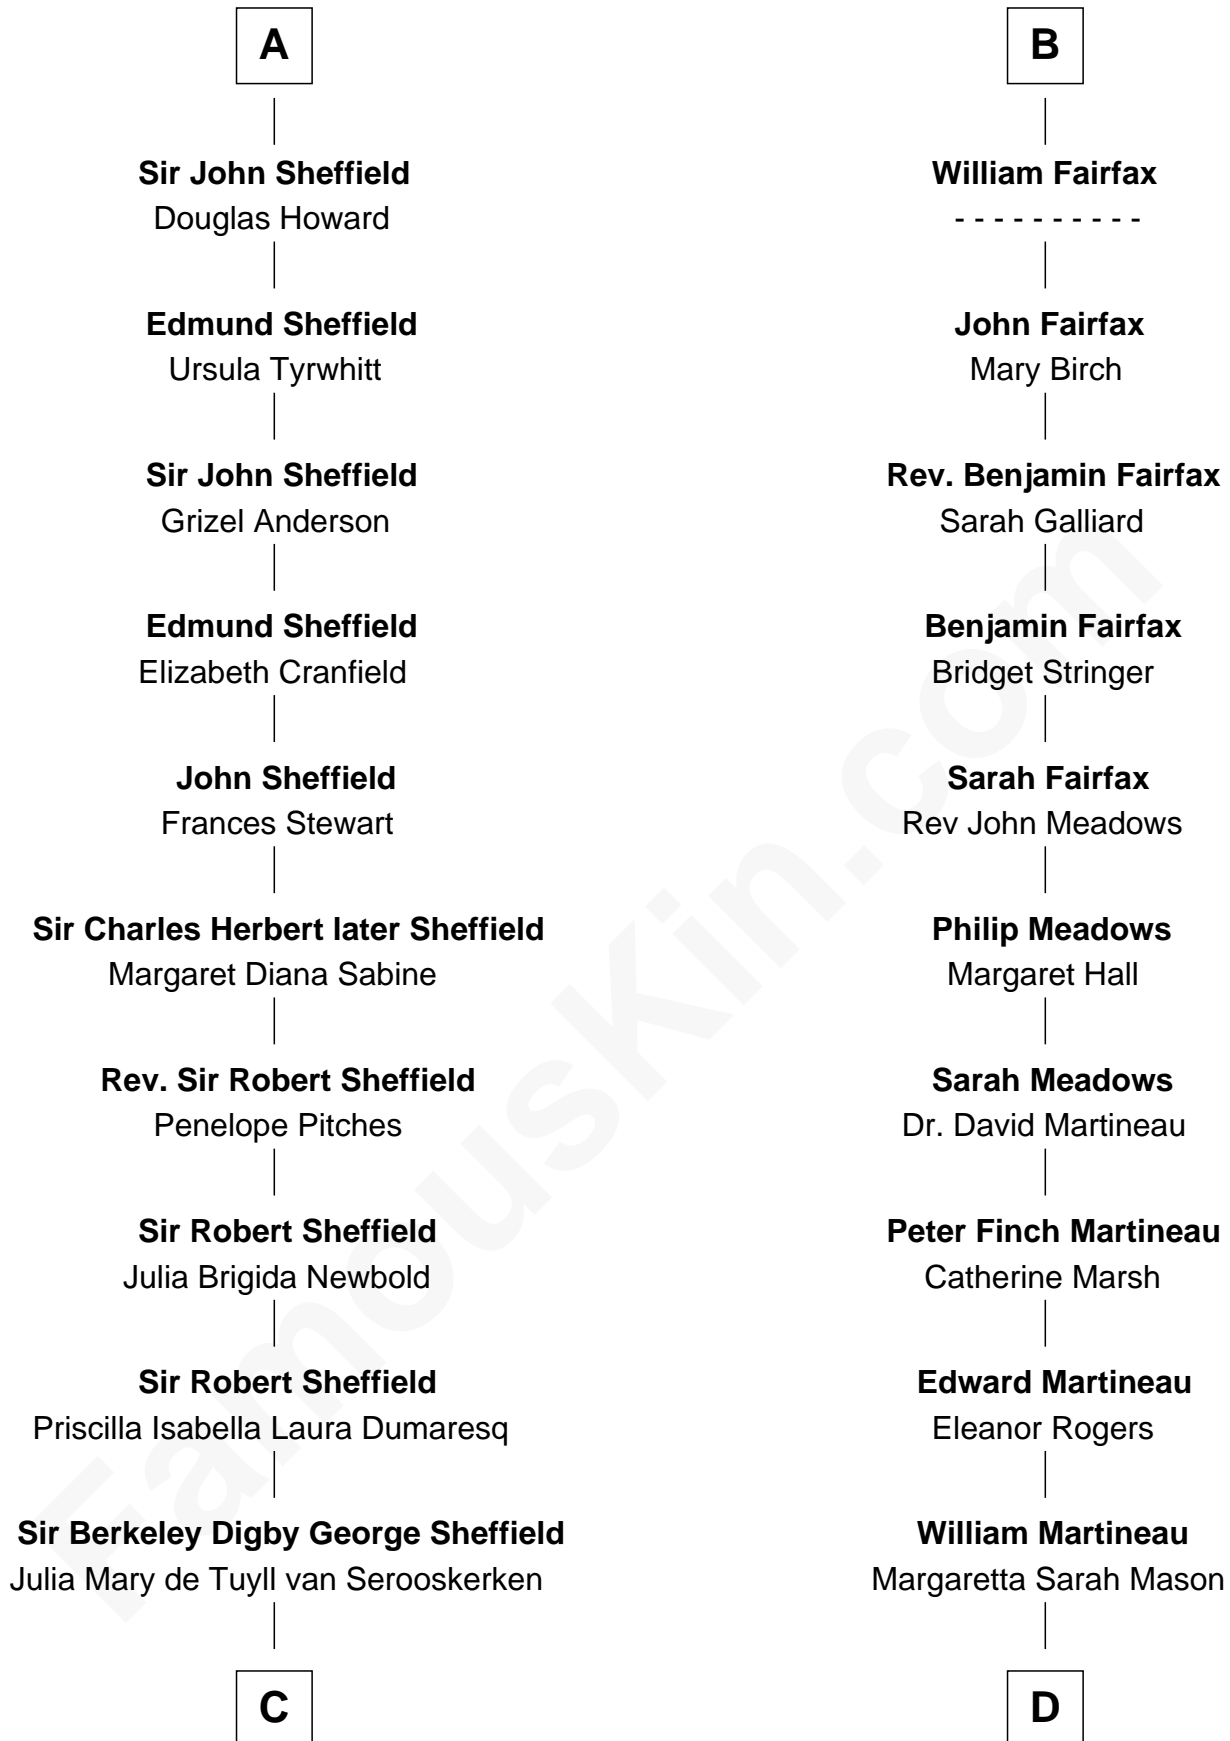 A
Sir John Sheffield
Douglas Howard
Edmund Sheffield
Ursula Tyrwhitt
Sir John Sheffield
Grizel Anderson
Edmund Sheffield
Elizabeth Cranfield
John Sheffield
Frances Stewart
Sir Charles Herbert later Sheffield
Margaret Diana Sabine
Rev. Sir Robert Sheffield
Penelope Pitches
Sir Robert Sheffield
Julia Brigida Newbold
Sir Robert Sheffield
Priscilla Isabella Laura Dumaresq
Sir Berkeley Digby George Sheffield
Julia Mary de Tuyll van Serooskerken
C
B
William Fairfax
- - - - - - - - - -
John Fairfax
Mary Birch
Rev. Benjamin Fairfax
Sarah Galliard
Benjamin Fairfax
Bridget Stringer
Sarah Fairfax
Rev John Meadows
Philip Meadows
Margaret Hall
Sarah Meadows
Dr. David Martineau
Peter Finch Martineau
Catherine Marsh
Edward Martineau
Eleanor Rogers
William Martineau
Margaretta Sarah Mason
D
FamousKin.com